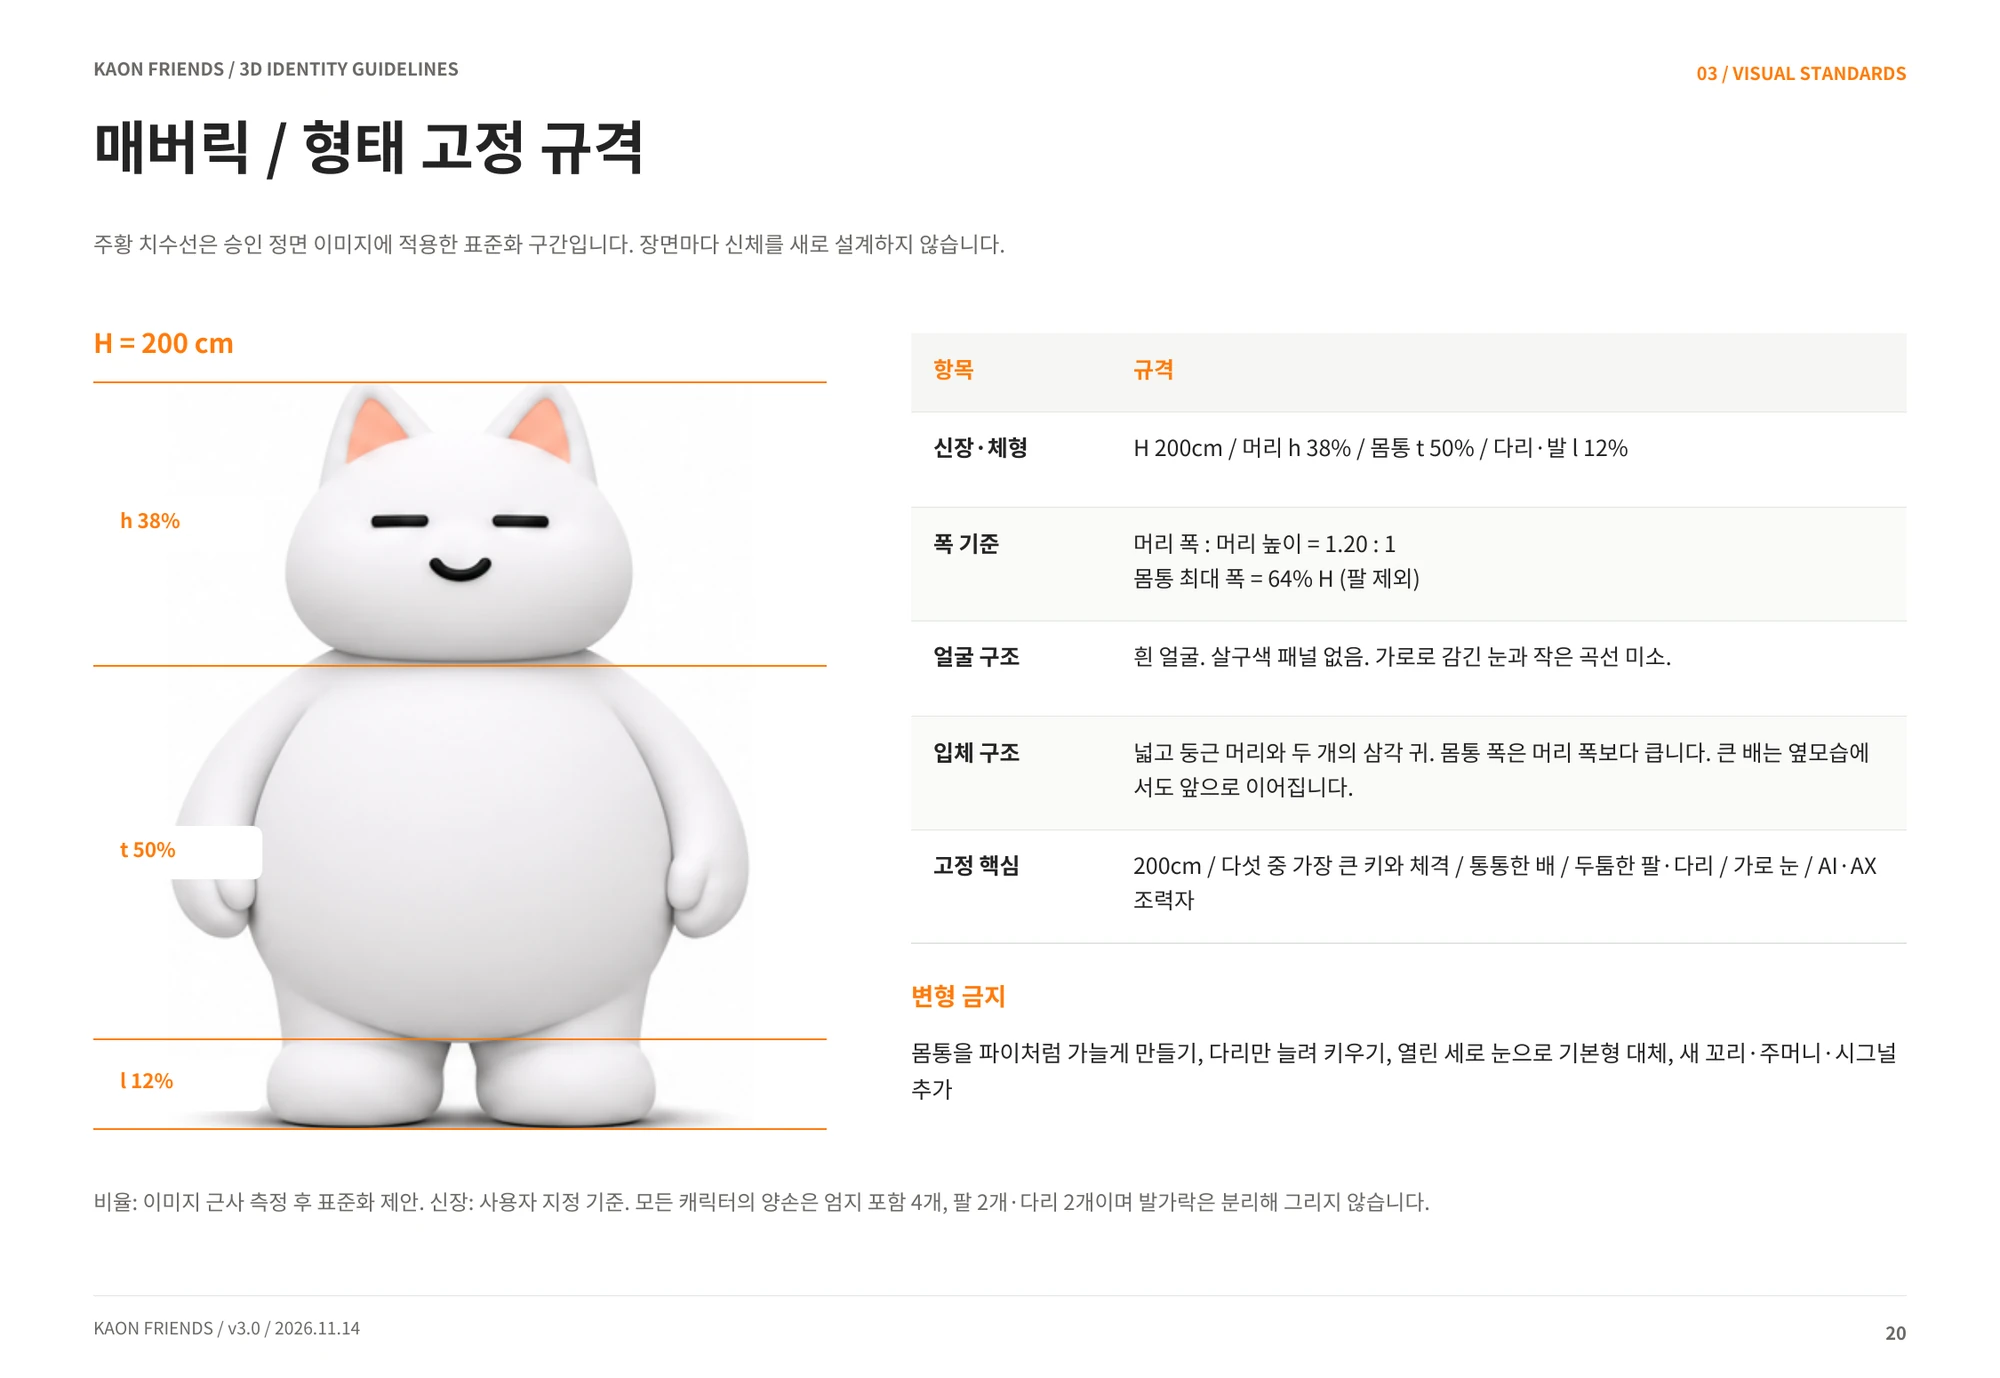 KAON FRIENDS / 3D IDENTITY GUIDELINES
03 / VISUAL STANDARDS
매버릭 / 형태 고정 규격
주황 치수선은 승인 정면 이미지에 적용한 표준화 구간입니다. 장면마다 신체를 새로 설계하지 않습니다.
H = 200 cm
h 38%
t 50%
l 12%
항목 규격
신장·체형 H 200cm / 머리 h 38% / 몸통 t 50% / 다리·발 l 12%
폭 기준 머리 폭 : 머리 높이 = 1.20 : 1
몸통 최대 폭 = 64% H (팔 제외)
얼굴 구조 흰 얼굴. 살구색 패널 없음. 가로로 감긴 눈과 작은 곡선 미소.
입체 구조 넓고 둥근 머리와 두 개의 삼각 귀. 몸통 폭은 머리 폭보다 큽니다. 큰 배는 옆모습에
서도 앞으로 이어집니다.
고정 핵심 200cm / 다섯 중 가장 큰 키와 체격 / 통통한 배 / 두툼한 팔·다리 / 가로 눈 / AI·AX
조력자
변형 금지
몸통을 파이처럼 가늘게 만들기, 다리만 늘려 키우기, 열린 세로 눈으로 기본형 대체, 새 꼬리·주머니·시그널
추가
비율: 이미지 근사 측정 후 표준화 제안. 신장: 사용자 지정 기준. 모든 캐릭터의 양손은 엄지 포함 4개, 팔 2개·다리 2개이며 발가락은 분리해 그리지 않습니다.
KAON FRIENDS / v3.0 / 2026.11.14
20